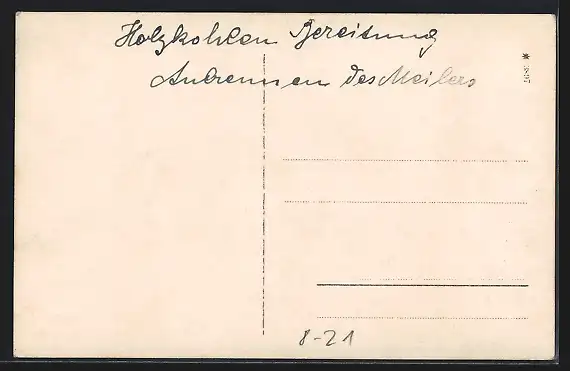 Holzkohlen Bereitung
Anbrennen des Meilers
8-21